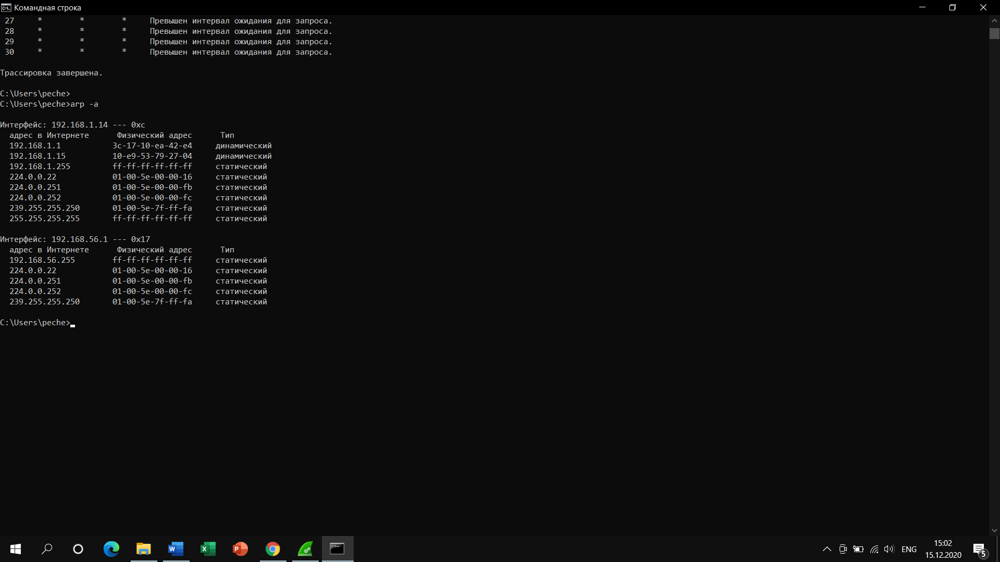 Командная строка
27 * * * Превышен интервал ожидания для запроса.
28 * * * Превышен интервал ожидания для запроса.
29 * * * Превышен интервал ожидания для запроса.
30 * * * Превышен интервал ожидания для запроса.
Трассировка завершена.
C:\Users\peche>
C:\Users\peche>arp -a
Интерфейс: 192.168.1.14 --- 0xc
адрес в Интернете Физический адрес Тип
192.168.1.1 3c-17-10-ea-42-e4 динамический
192.168.1.15 10-e9-53-79-27-04 динамический
192.168.1.255 ff-ff-ff-ff-ff-ff статический
224.0.0.22 01-00-5e-00-00-16 статический
224.0.0.251 01-00-5e-00-00-fb статический
224.0.0.252 01-00-5e-00-00-fc статический
239.255.255.250 01-00-5e-7f-ff-fa статический
255.255.255.255 ff-ff-ff-ff-ff-ff статический
Интерфейс: 192.168.56.1 --- 0x17
адрес в Интернете Физический адрес Тип
192.168.56.255 ff-ff-ff-ff-ff-ff статический
224.0.0.22 01-00-5e-00-00-16 статический
224.0.0.251 01-00-5e-00-00-fb статический
224.0.0.252 01-00-5e-00-00-fc статический
239.255.255.250 01-00-5e-7f-ff-fa статический
C:\Users\peche>
W X P ENG 15:02
15.12.2020 5